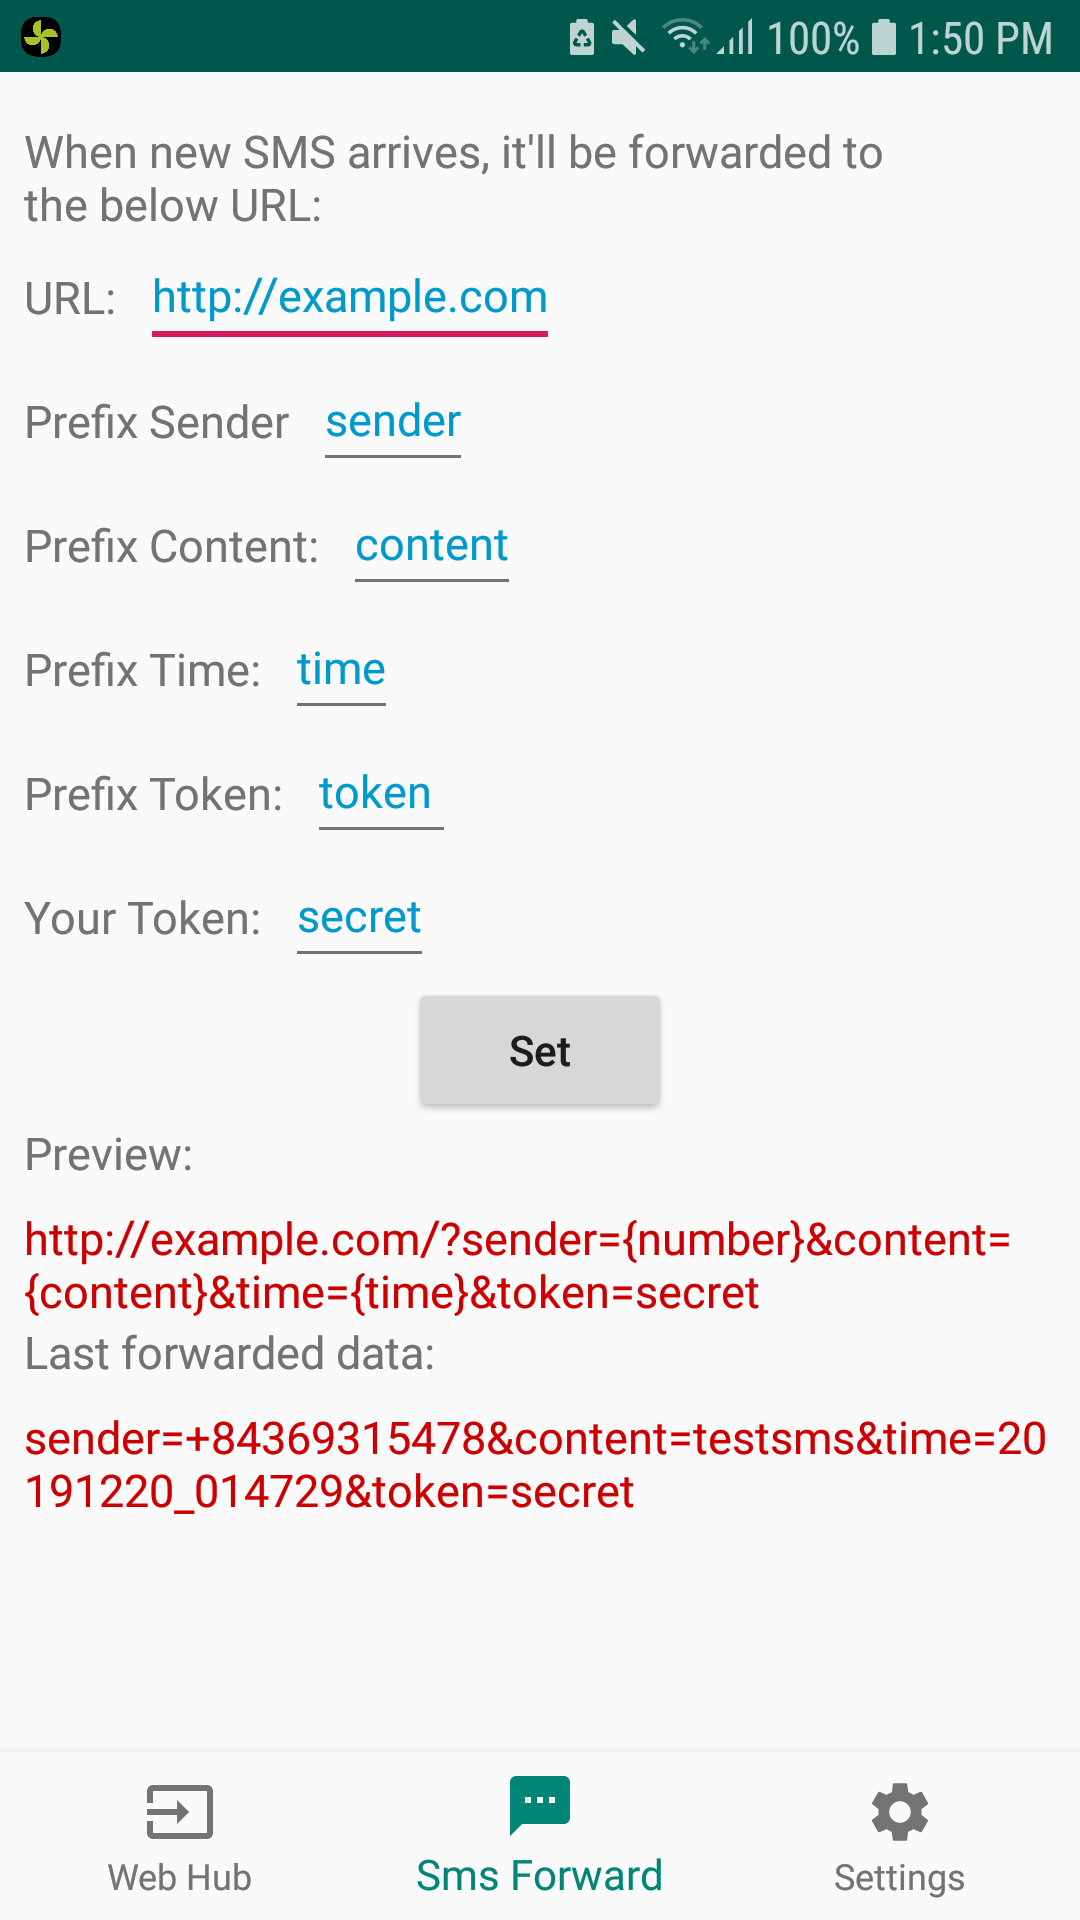 100% 1:50 PM
When new SMS arrives, it'll be forwarded to
the below URL:
URL: http://example.com
Prefix Sender sender
Prefix Content: content
Prefix Time: time
Prefix Token: token
Your Token: secret
Set
Preview:
http://example.com/?sender={number}&content=
{content}&time={time}&token=secret
Last forwarded data:
sender=+84369315478&content=testsms&time=20
191220_014729&token=secret
Web Hub Sms Forward Settings